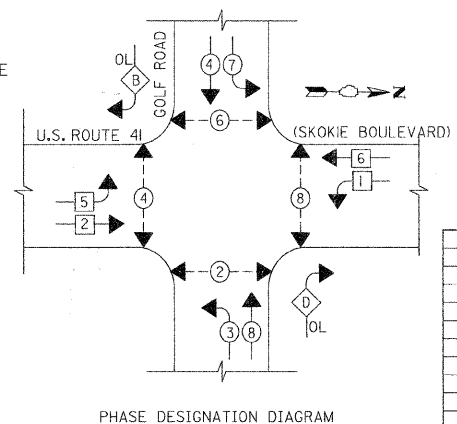 E
OL
B
GOLF ROAD
4 7
N
6
U.S. ROUTE 41
(SKOKIE BOULEVARD)
6
5
1
4
8
2
2
D
3 8
OL
PHASE DESIGNATION DIAGRAM